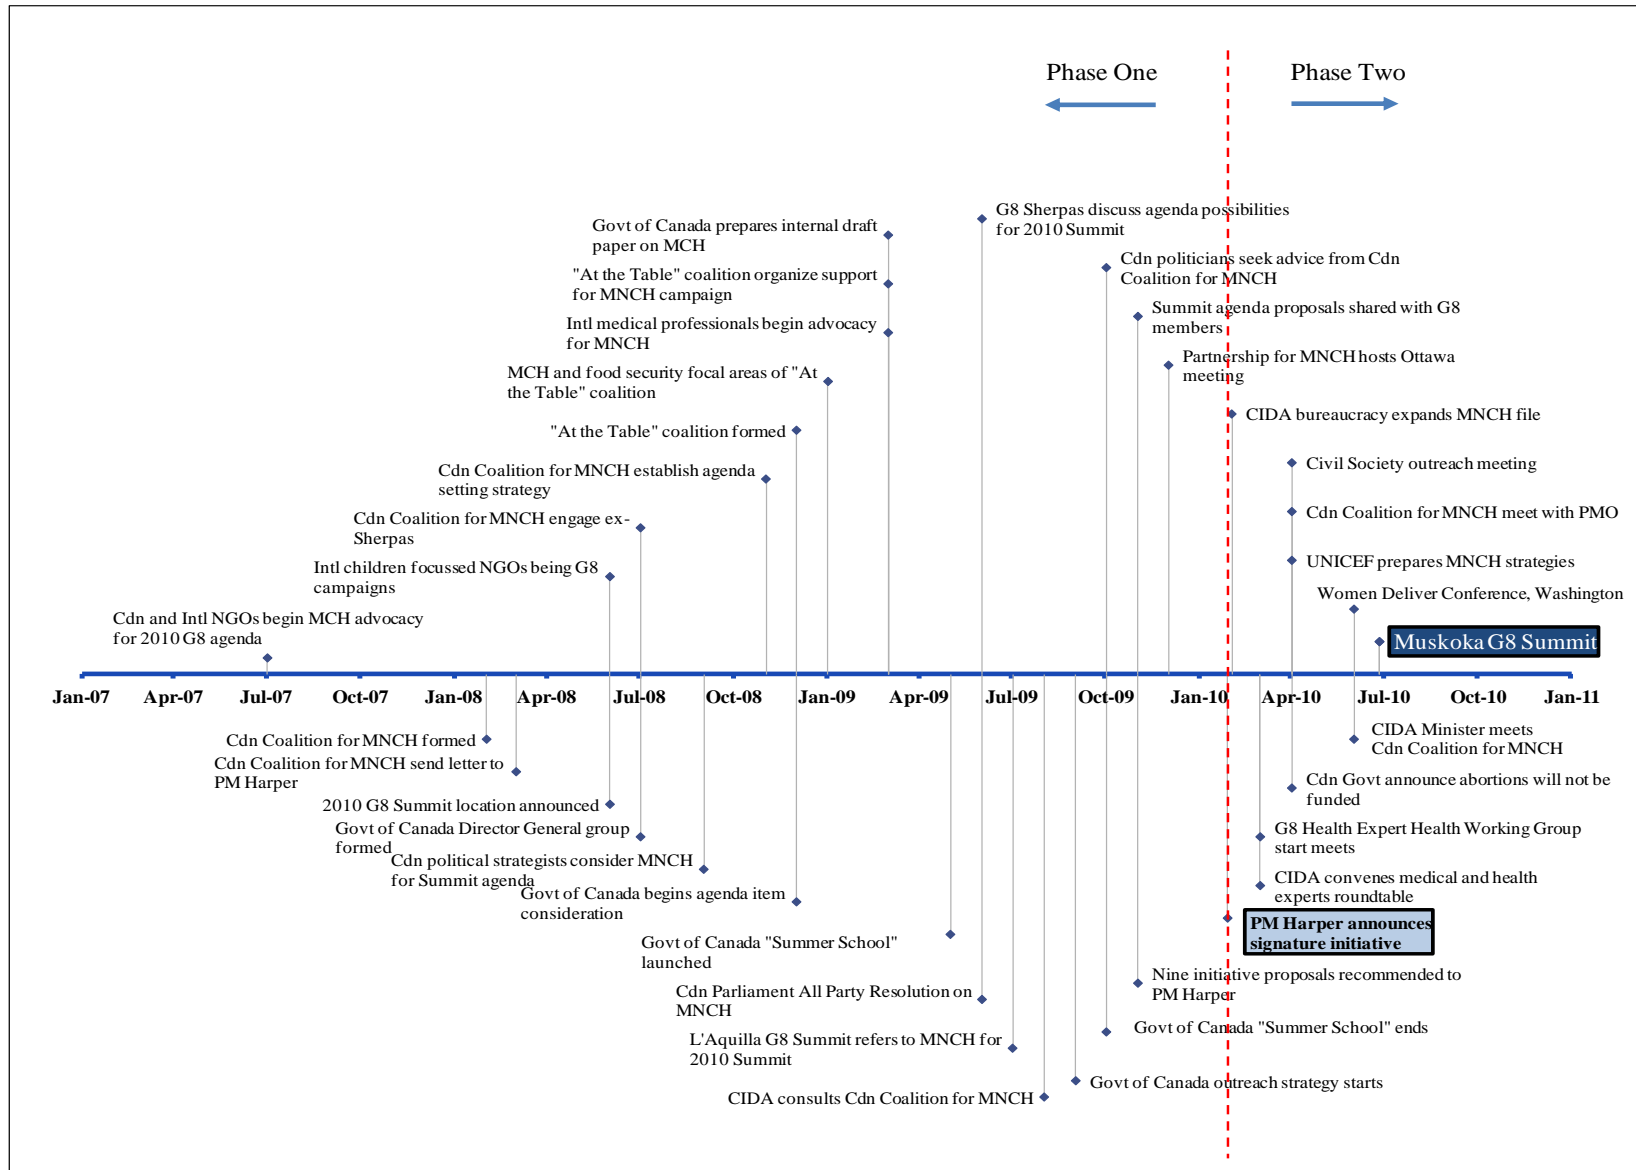 Phase One
Phase Two
G8 Sherpas discuss agenda possibilities
for 2010 Summit
Govt of Canada prepares internal draft
paper on MCH
Cdn politicians seek advice from Cdn
Coalition for MNCH
"At the Table" coalition organize support
for MNCH campaign
Summit agenda proposals shared with G8
members
Intl medical professionals begin advocacy
for MNCH
Partnership for MNCH hosts Ottawa
meeting
MCH and food security focal areas of "At
the Table" coalition
CIDA bureaucracy expands MNCH file
"At the Table" coalition formed
Civil Society outreach meeting
Cdn Coalition for MNCH establish agenda
setting strategy
Cdn Coalition for MNCH meet with PMO
Cdn Coalition for MNCH engage ex-
Sherpas
UNICEF prepares MNCH strategies
Intl children focussed NGOs being G8
campaigns
Women Deliver Conference, Washington
Cdn and Intl NGOs begin MCH advocacy
for 2010 G8 agenda
Muskoka G8 Summit
Jan-07 Apr-07 Jul-07 Oct-07 Jan-08 Apr-08 Jul-08 Oct-08 Jan-09 Apr-09 Jul-09 Oct-09 Jan-10 Apr-10 Jul-10 Oct-10 Jan-11
Cdn Coalition for MNCH formed
CIDA Minister meets
Cdn Coalition for MNCH
Cdn Coalition for MNCH send letter to
PM Harper
Cdn Govt announce abortions will not be
funded
2010 G8 Summit location announced
Govt of Canada Director General group
formed
G8 Health Expert Health Working Group
start meets
Cdn political strategists consider MNCH
for Summit agenda
CIDA convenes medical and health
experts roundtable
Govt of Canada begins agenda item
consideration
PM Harper announces
signature initiative
Govt of Canada "Summer School"
launched
Nine initiative proposals recommended to
PM Harper
Cdn Parliament All Party Resolution on
MNCH
Govt of Canada "Summer School" ends
L'Aquilla G8 Summit refers to MNCH for
2010 Summit
Govt of Canada outreach strategy starts
CIDA consults Cdn Coalition for MNCH